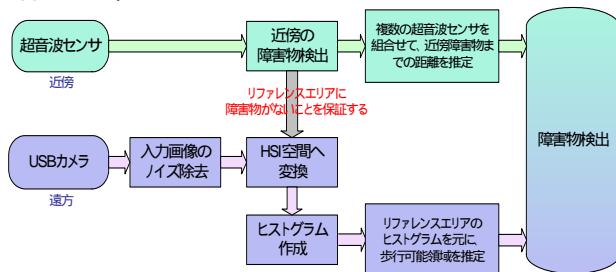 超音波センサ
近傍
近傍の
障害物検出
複数の超音波センサを
組合せて、近傍障害物ま
での距離を推定
リファレンスエリアに
障害物がないことを保証する
障害物検出
USBカメラ
遠方
入力画像の
ノイズ除去
HSI空間へ
変換
ヒストグラム
作成
リファレンスエリアの
ヒストグラムを元に、
歩行可能領域を推定